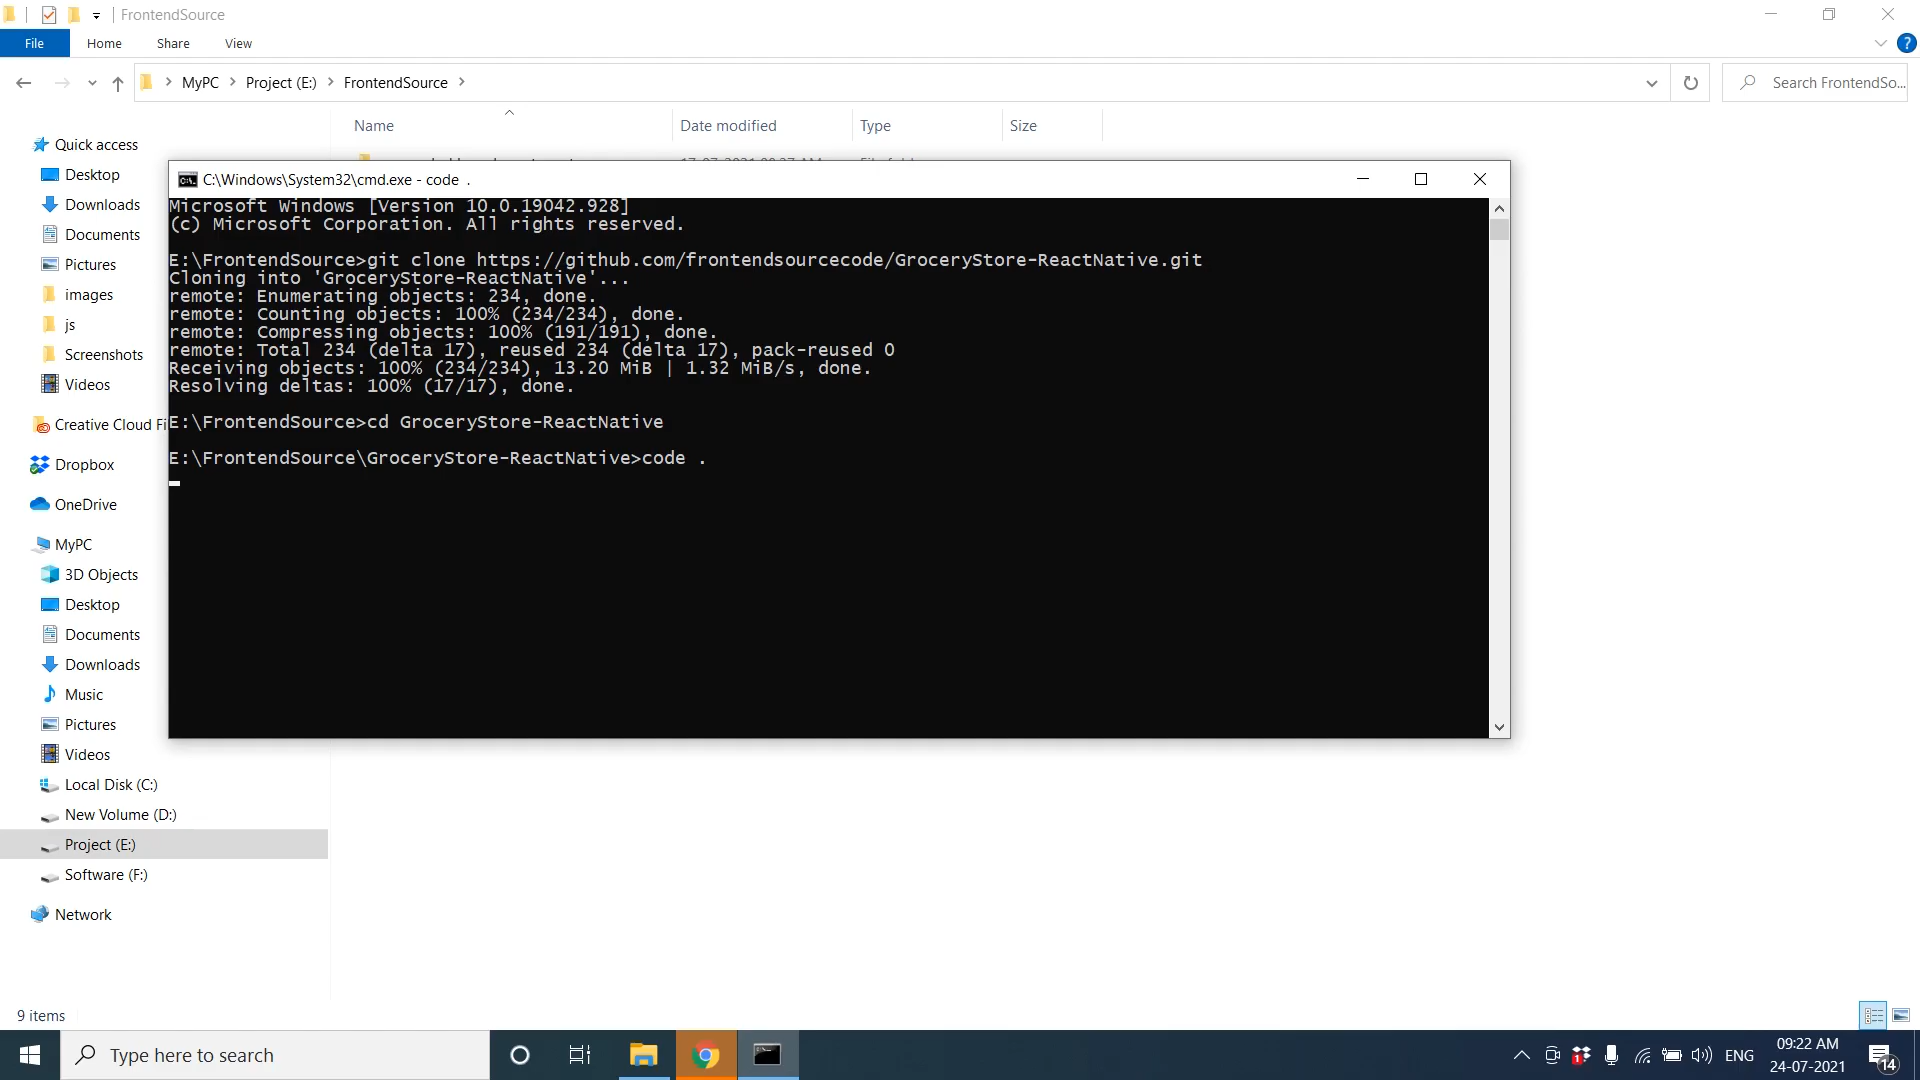 FrontendSource
File Home Share View
MyPC Project (E:) FrontendSource
Search FrontendSo...
Name Date modified Type Size
Quick access
Desktop
Downloads
Documents
Pictures
images
js
Screenshots
Videos
Creative Cloud Fi
Dropbox
OneDrive
MyPC
3D Objects
Desktop
Documents
Downloads
Music
Pictures
Videos
Local Disk (C:)
New Volume (D:)
Project (E:)
Software (F:)
Network
C:\Windows\System32\cmd.exe - code .
Microsoft Windows [Version 10.0.19042.928]
(c) Microsoft Corporation. All rights reserved.
E:\FrontendSource>git clone https://github.com/frontendsourcecode/GroceryStore-ReactNative.git
Cloning into 'GroceryStore-ReactNative'...
remote: Enumerating objects: 234, done.
remote: Counting objects: 100% (234/234), done.
remote: Compressing objects: 100% (191/191), done.
remote: Total 234 (delta 17), reused 234 (delta 17), pack-reused 0
Receiving objects: 100% (234/234), 13.20 MiB | 1.32 MiB/s, done.
Resolving deltas: 100% (17/17), done.
E:\FrontendSource>cd GroceryStore-ReactNative
E:\FrontendSource\GroceryStore-ReactNative>code .
9 items
Type here to search
1
ENG
09:22 AM
24-07-2021
14